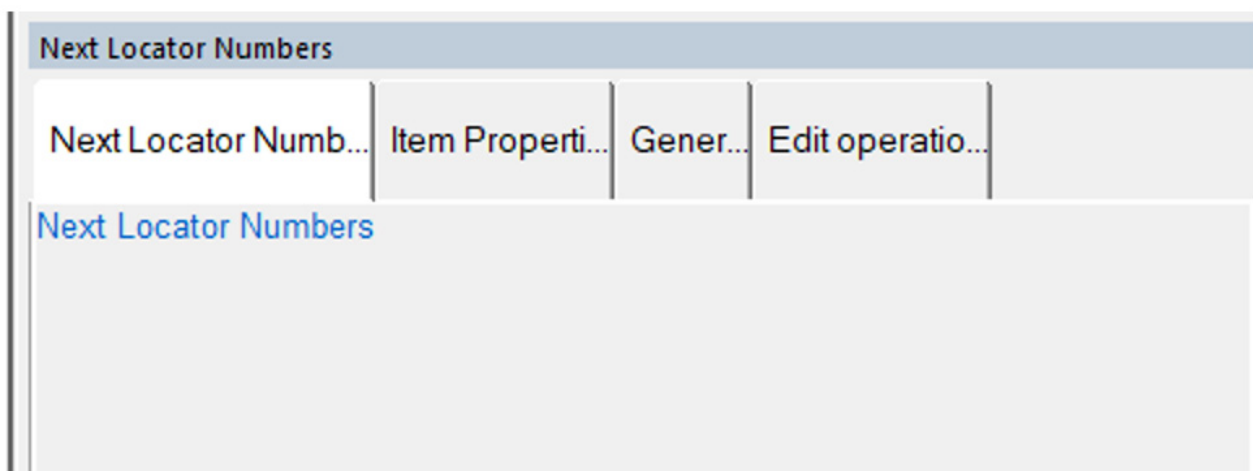 Next Locator Numbers
Next Locator Numb... Item Properti... Gener... Edit operatio...
Next Locator Numbers